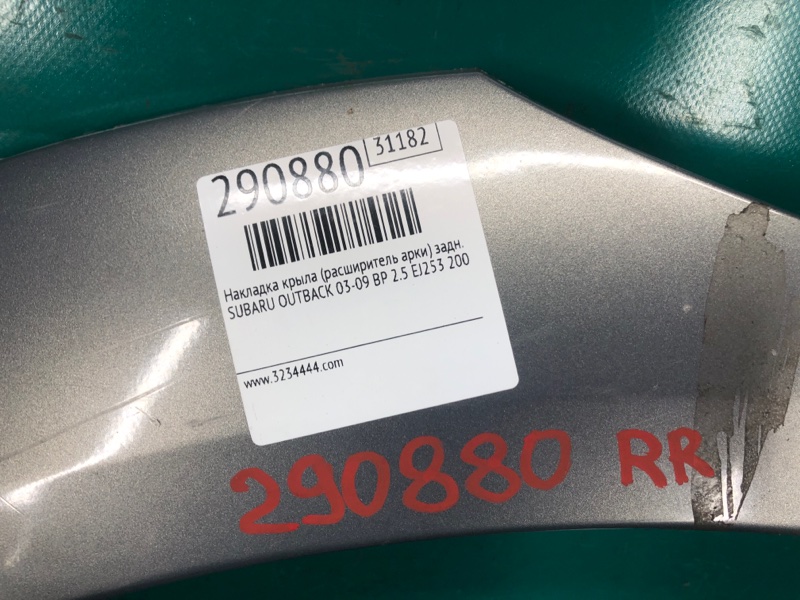 290880 31182
Накладка крыла (расширитель арки) задн.
SUBARU OUTBACK 03-09 BP 2.5 EJ253 200
www.3234444.com
290880 RR